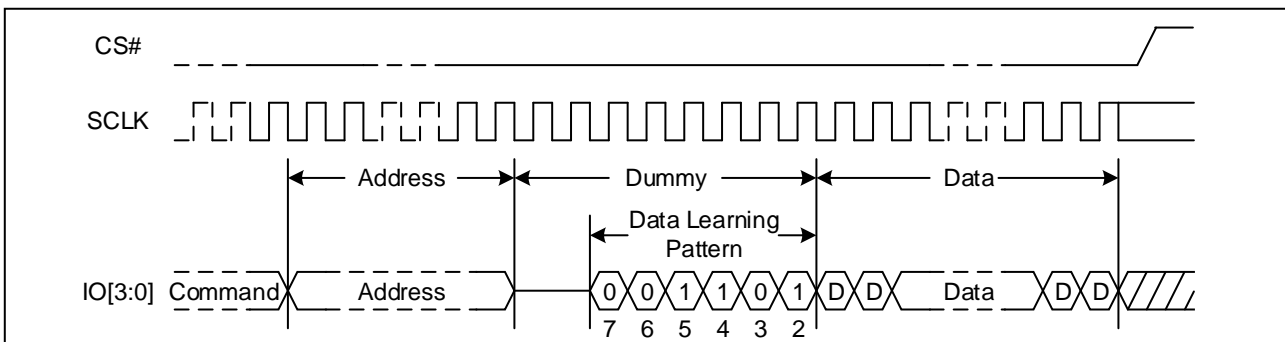 CS#
SCLK
Address Dummy Data
Data Learning
Pattern
IO[3:0] Command Address 0 0 1 1 0 1 D D Data D D
7 6 5 4 3 2